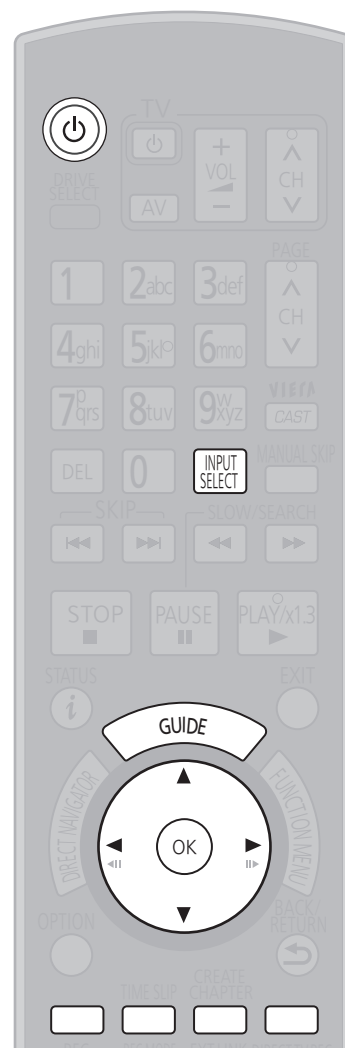 TV
DRIVE
SELECT
+
VOL
−
CH
AV
PAGE
1
2abc
3def
CH
4ghi
5jkl
6mno
7pqrs
8tuv
9wxyz
VIERA
CAST
DEL
0
INPUT
SELECT
MANUAL SKIP
SKIP
SLOW/SEARCH
STOP
PAUSE
PLAY/x1.3
STATUS
i
EXIT
GUIDE
DIRECT NAVIGATOR
FUNCTION MENU
OK
OPTION
BACK/
RETURN
TIME SLIP
CREATE
CHAPTER